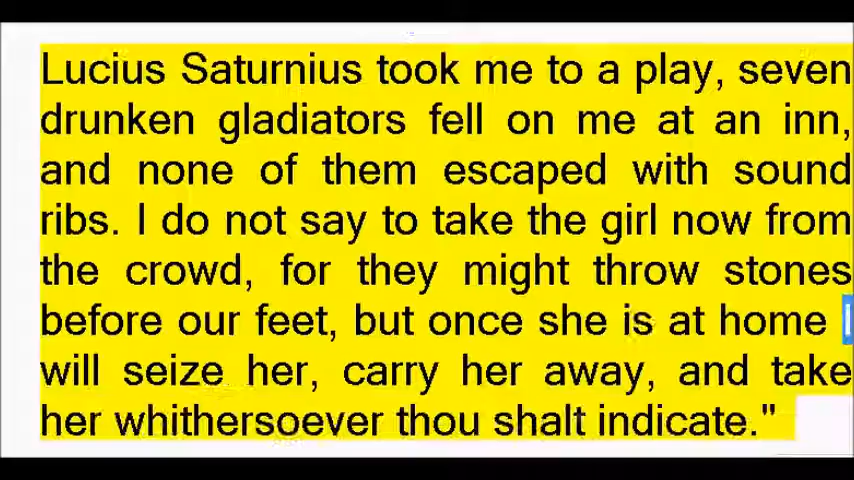 Lucius Saturnius took me to a play, seven
drunken gladiators fell on me at an inn,
and none of them escaped with sound
ribs. I do not say to take the girl now from
the crowd, for they might throw stones
before our feet, but once she is at home i
will seize her, carry her away, and take
her whithersoever thou shalt indicate."